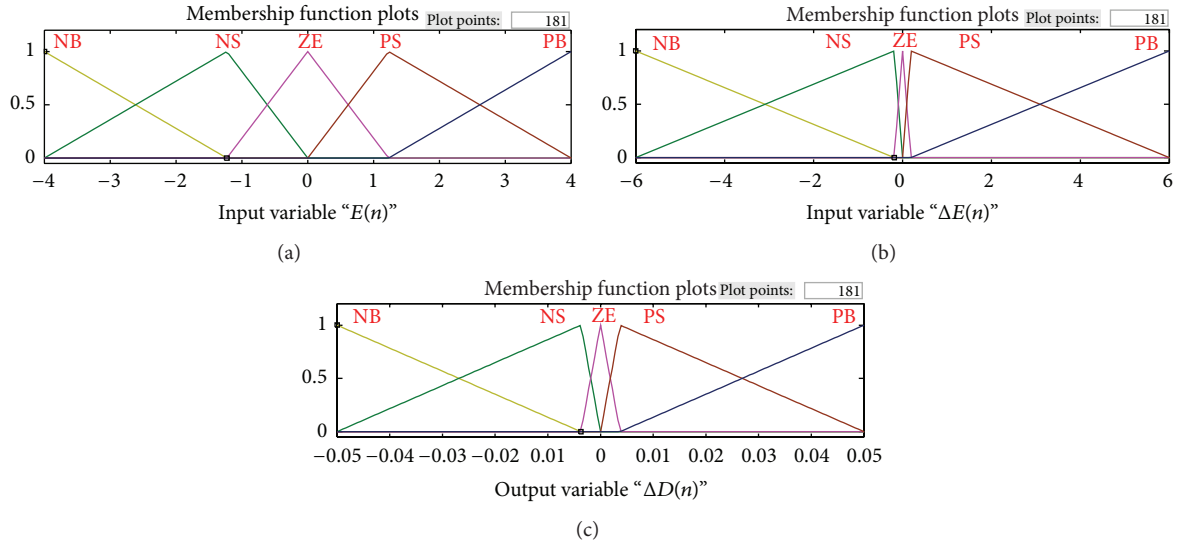 Membership function plots Plot points: 181
NB NS ZE PS PB
1
0.5
0
−4 −3 −2 −1 0 1 2 3 4
Input variable “E(n)”
(a)
Membership function plots Plot points: 181
NB NS ZE PS PB
1
0.5
0
−6 −4 −2 0 2 4 6
Input variable “ΔE(n)”
(b)
Membership function plots Plot points: 181
NB NS ZE PS PB
1
0.5
0
−0.05 −0.04 −0.03 −0.02 0.01 0 0.01 0.02 0.03 0.04 0.05
Output variable “ΔD(n)”
(c)